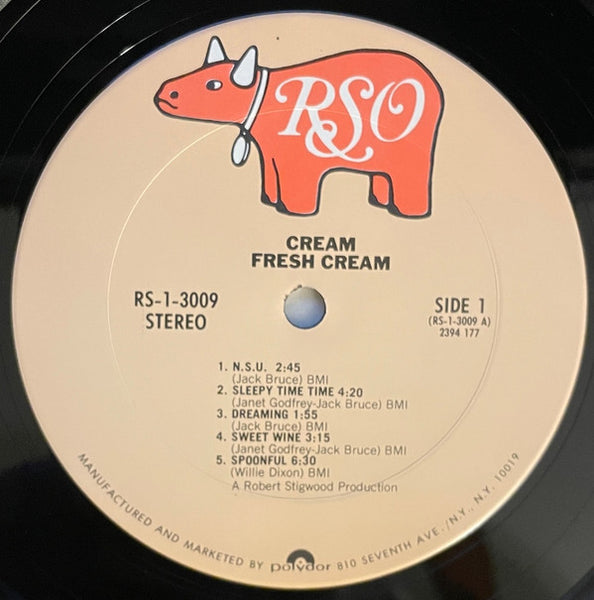 RSO
CREAM
FRESH CREAM
RS-1-3009
STEREO
SIDE 1
(RS-1-3009 A)
2394 177
1. N.S.U. 2:45
(Jack Bruce) BMI
2. SLEEPY TIME TIME 4:20
(Janet Godfrey-Jack Bruce) BMI
3. DREAMING 1:55
(Jack Bruce) BMI
4. SWEET WINE 3:15
(Janet Godfrey-Jack Bruce) BMI
5. SPOONFUL 6:30
(Willie Dixon) BMI
A Robert Stigwood Production
MANUFACTURED AND MARKETED BY polydor 810 SEVENTH AVE./N.Y., N.Y. 10019